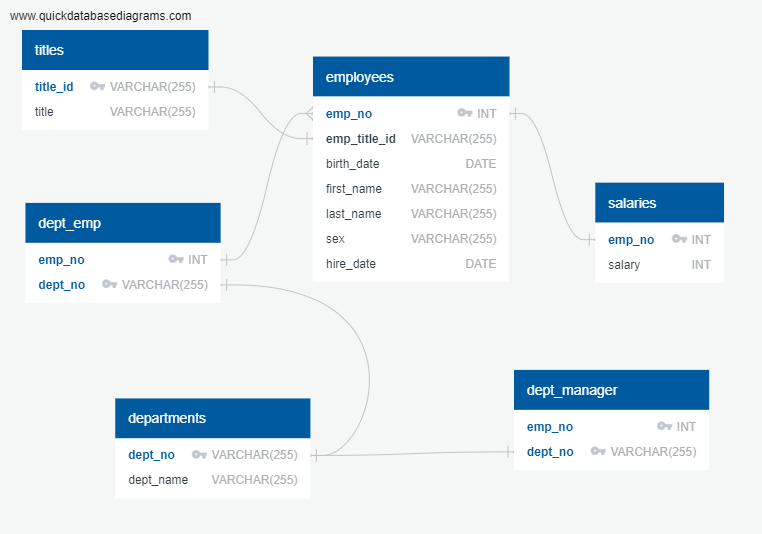 www.quickdatabasediagrams.com
titles
title_id VARCHAR(255)
title VARCHAR(255)
employees
emp_no INT
emp_title_id VARCHAR(255)
birth_date DATE
first_name VARCHAR(255)
last_name VARCHAR(255)
sex VARCHAR(255)
hire_date DATE
salaries
emp_no INT
salary INT
dept_emp
emp_no INT
dept_no VARCHAR(255)
departments
dept_no VARCHAR(255)
dept_name VARCHAR(255)
dept_manager
emp_no INT
dept_no VARCHAR(255)